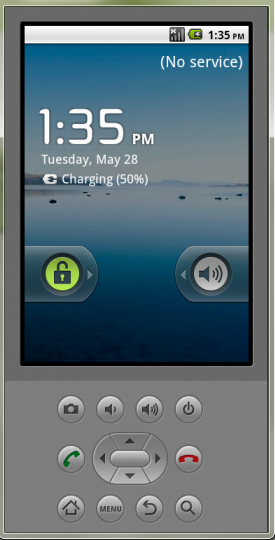 1:35 PM
(No service)
1:35 PM
Tuesday, May 28
Charging (50%)
MENU